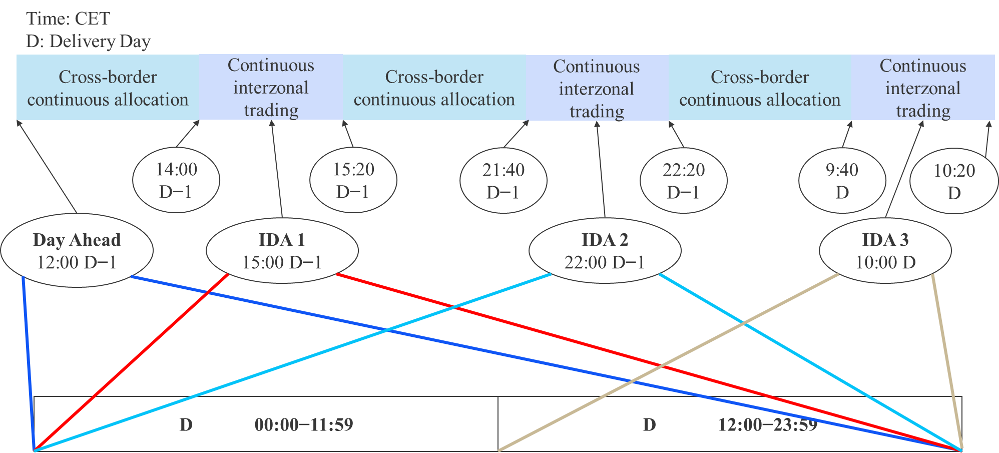 Time: CET
D: Delivery Day
Cross-border
continuous allocation
Continuous
interzonal
trading
Cross-border
continuous allocation
Continuous
interzonal
trading
Cross-border
continuous allocation
Continuous
interzonal
trading
14:00
D−1
15:20
D−1
21:40
D−1
22:20
D−1
9:40
D
10:20
D
Day Ahead
12:00 D−1
IDA 1
15:00 D−1
IDA 2
22:00 D−1
IDA 3
10:00 D
D 00:00−11:59
D 12:00−23:59